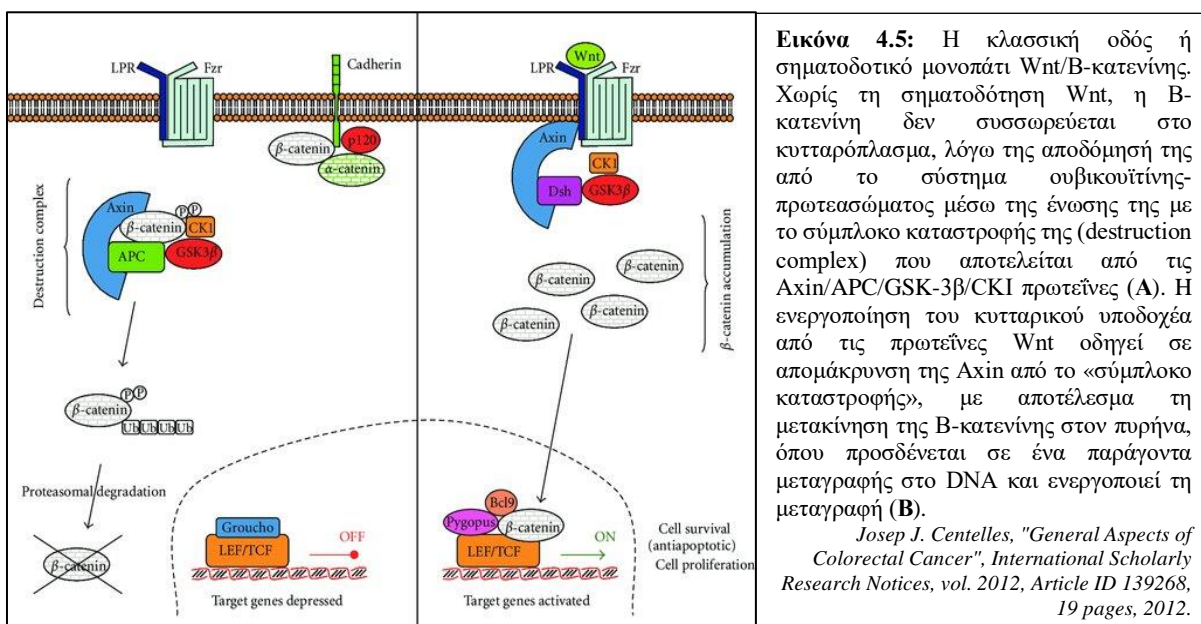 LPR
Fzr
Cadherin
β-catenin
p120
α-catenin
Destruction complex
Axin
β-catenin
P P
CK1
APC
GSK3β
β-catenin
P P
Ub Ub Ub Ub
Proteasomal degradation
β-catenin
Groucho
LEF/TCF
OFF
Target genes depressed
Wnt
LPR
Fzr
Axin
CK1
Dsh
GSK3β
β-catenin
β-catenin
β-catenin
β-catenin
β-catenin accumulation
Bcl9
Pygopus
β-catenin
LEF/TCF
ON
Target genes activated
Cell survival
(antiapoptotic)
Cell proliferation
Εικόνα 4.5: Η κλασσική οδός ή
σηματοδοτικό μονοπάτι Wnt/Β-κατενίνης.
Χωρίς τη σηματοδότηση Wnt, η Β-
κατενίνη δεν συσσωρεύεται στο
κυτταρόπλασμα, λόγω της αποδόμησή της
από το σύστημα ουβικουϊτίνης-
πρωτεασώματος μέσω της ένωσης της με
το σύμπλοκο καταστροφής της (destruction
complex) που αποτελείται από τις
Axin/APC/GSK-3β/CKI πρωτεΐνες (Α). Η
ενεργοποίηση του κυτταρικού υποδοχέα
από τις πρωτεΐνες Wnt οδηγεί σε
απομάκρυνση της Axin από το «σύμπλοκο
καταστροφής», με αποτέλεσμα τη
μετακίνηση της Β-κατενίνης στον πυρήνα,
όπου προσδένεται σε ένα παράγοντα
μεταγραφής στο DNA και ενεργοποιεί τη
μεταγραφή (Β).
Josep J. Centelles, "General Aspects of
Colorectal Cancer", International Scholarly
Research Notices, vol. 2012, Article ID 139268,
19 pages, 2012.